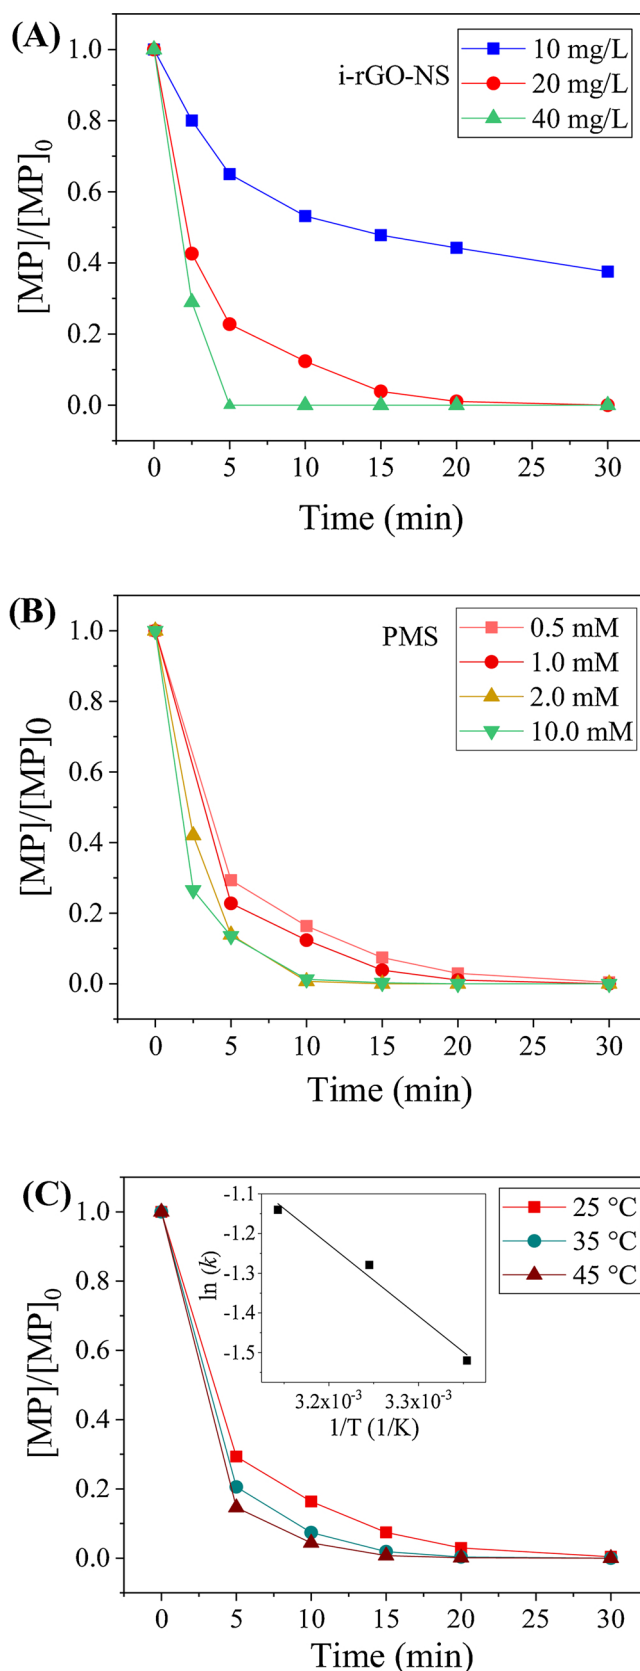 (A)
i-rGO-NS
10 mg/L
20 mg/L
40 mg/L
[MP]/[MP]0
1.0
0.8
0.6
0.4
0.2
0.0
0 5 10 15 20 25 30
Time (min)
(B)
PMS
0.5 mM
1.0 mM
2.0 mM
10.0 mM
[MP]/[MP]0
1.0
0.8
0.6
0.4
0.2
0.0
0 5 10 15 20 25 30
Time (min)
(C)
25 °C
35 °C
45 °C
ln (k)
-1.1
-1.2
-1.3
-1.4
-1.5
3.2x10-3 3.3x10-3
1/T (1/K)
[MP]/[MP]0
1.0
0.8
0.6
0.4
0.2
0.0
0 5 10 15 20 25 30
Time (min)